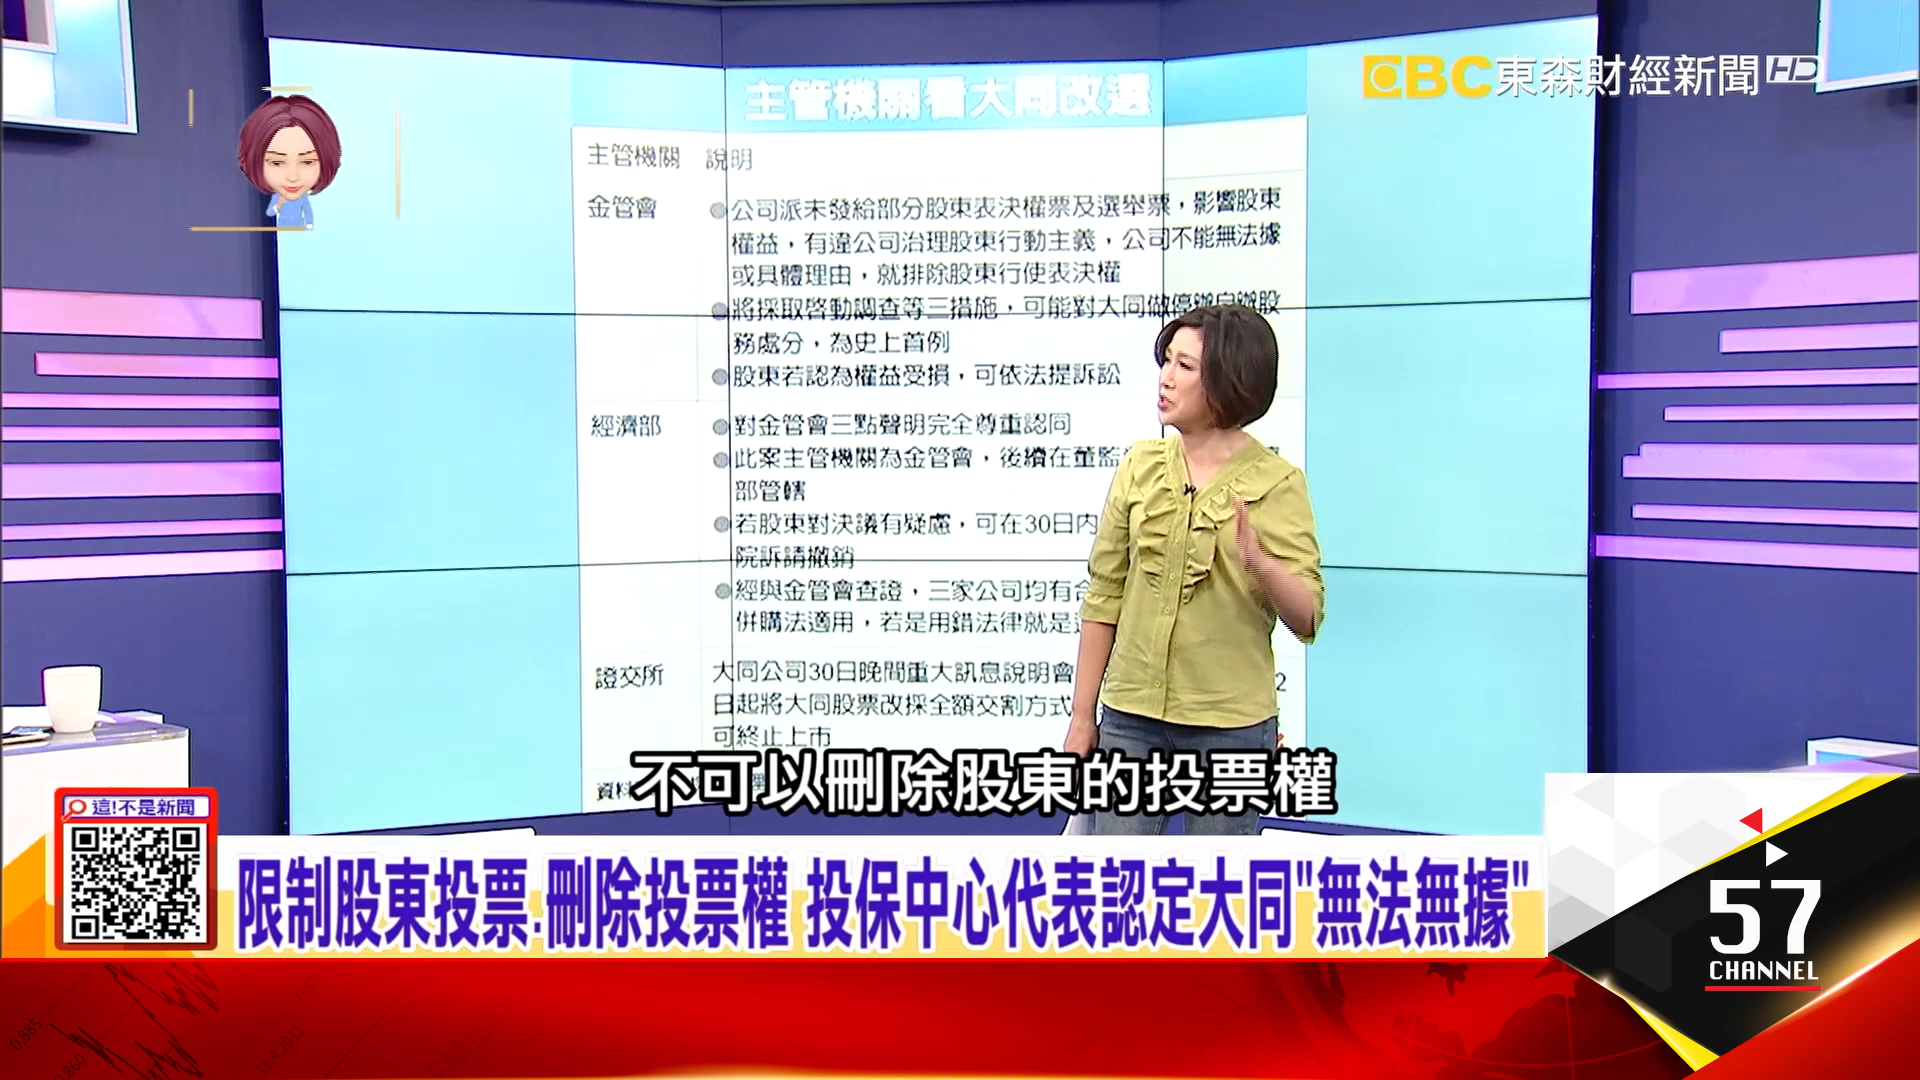 EBC東森財經新聞HD
主管機關看大同改選
主管機關 說明
金管會
公司派未發給部分股東表決權票及選舉票，影響股東
權益，有違公司治理股東行動主義，公司不能無法據
或具體理由，就排除股東行使表決權
將採取啓動調查等三措施，可能對大同做停辦自辦股
務處分，為史上首例
股東若認為權益受損，可依法提訴訟
經濟部
對金管會三點聲明完全尊重認同
此案主管機關為金管會，後續在董監
部管轄
若股東對決議有疑慮，可在30日內
院訴請撤銷
經與金管會查證，三家公司均有合
併購法適用，若是用錯法律就是違
證交所
大同公司30日晚間重大訊息說明會
2
日起將大同股票改採全額交割方式
可終止上市
資料
不可以刪除股東的投票權
這!不是新聞
限制股東投票.刪除投票權 投保中心代表認定大同"無法無據"
57
CHANNEL
0.885
0.860
18.4.2011